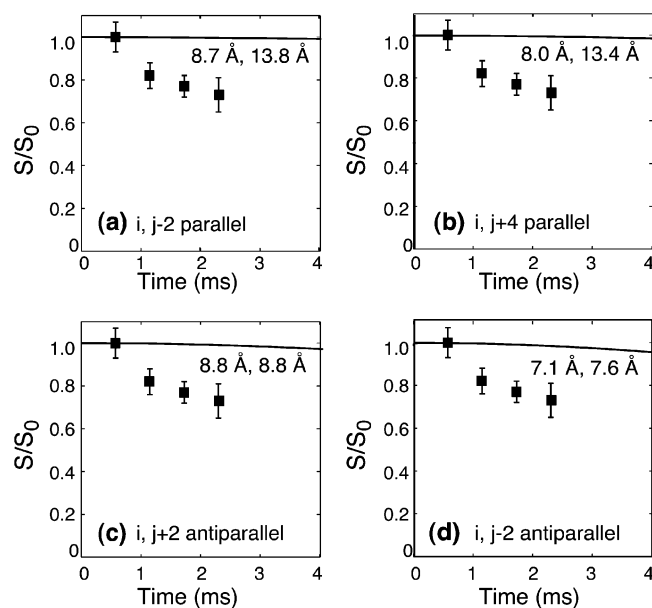 1.0
0.8
0.6
0.4
0.2
0
S/S0
8.7 Å, 13.8 Å
(a) i, j-2 parallel
0 1 2 3 4
Time (ms)
1.0
0.8
0.6
0.4
0.2
0
S/S0
8.0 Å, 13.4 Å
(b) i, j+4 parallel
0 1 2 3 4
Time (ms)
1.0
0.8
0.6
0.4
0.2
0
S/S0
8.8 Å, 8.8 Å
(c) i, j+2 antiparallel
0 1 2 3 4
Time (ms)
1.0
0.8
0.6
0.4
0.2
0
S/S0
7.1 Å, 7.6 Å
(d) i, j-2 antiparallel
0 1 2 3 4
Time (ms)